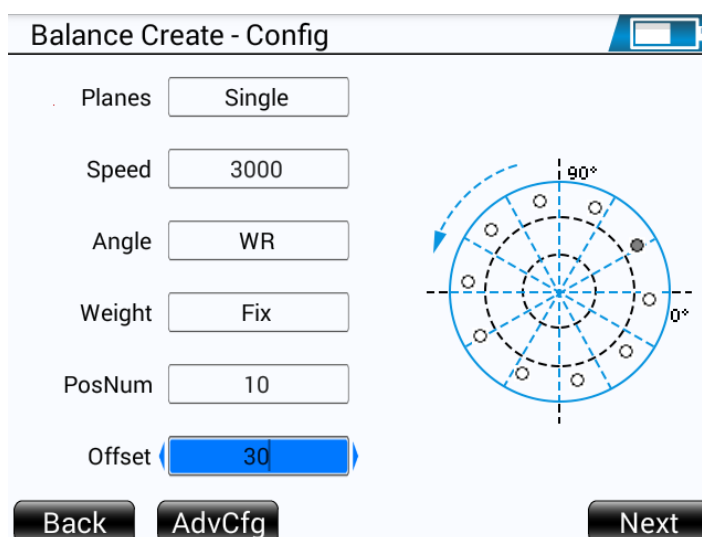 Balance Create - Config
Planes Single
Speed 3000
Angle WR
Weight Fix
PosNum 10
Offset 30
90°
0°
Back AdvCfg Next